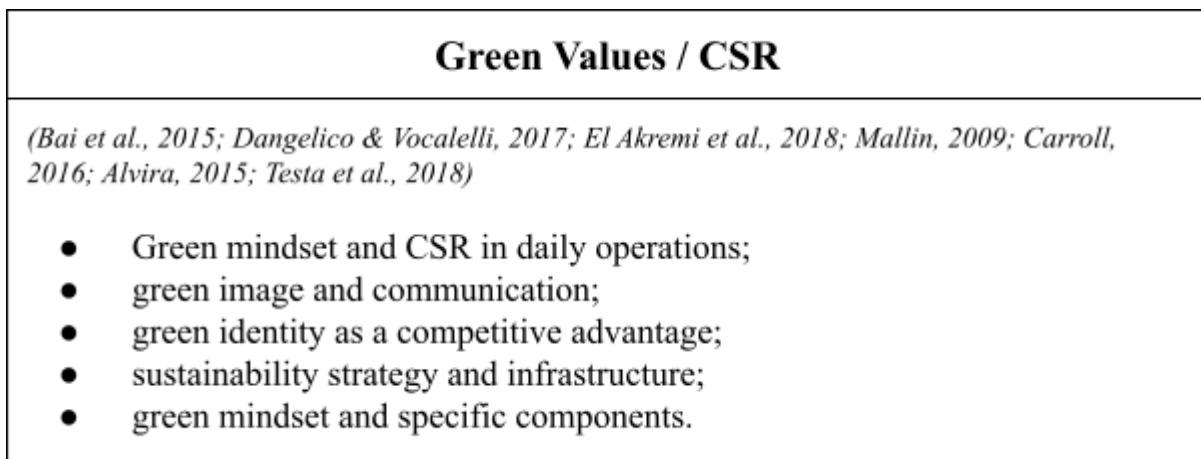 Green Values / CSR
(Bai et al., 2015; Dangelico & Vocalelli, 2017; El Akremi et al., 2018; Mallin, 2009; Carroll,
2016; Alvira, 2015; Testa et al., 2018)
● Green mindset and CSR in daily operations;
● green image and communication;
● green identity as a competitive advantage;
● sustainability strategy and infrastructure;
● green mindset and specific components.